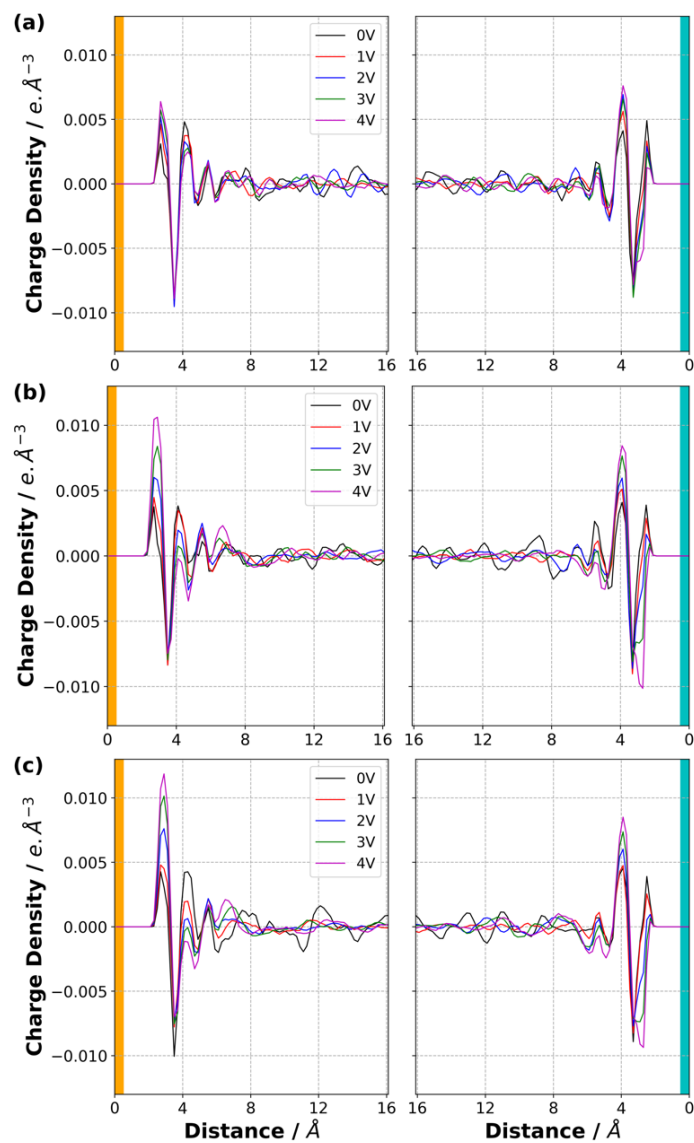 (a)
0.010
0.005
0.000
−0.005
−0.010
Charge Density / e.Å⁻³
0V
1V
2V
3V
4V
0 4 8 12 16
16 12 8 4 0
(b)
0.010
0.005
0.000
−0.005
−0.010
Charge Density / e.Å⁻³
0V
1V
2V
3V
4V
0 4 8 12 16
16 12 8 4 0
(c)
0.010
0.005
0.000
−0.005
−0.010
Charge Density / e.Å⁻³
0V
1V
2V
3V
4V
0 4 8 12 16
16 12 8 4 0
Distance / Å
Distance / Å